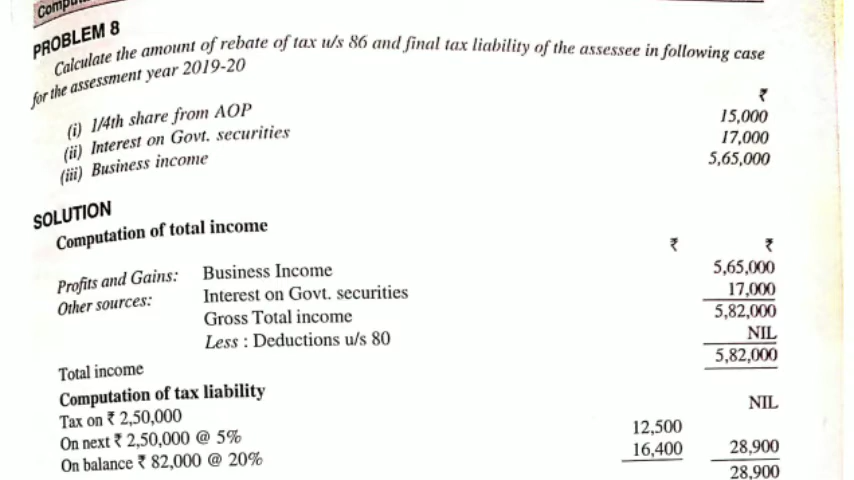 PROBLEM 8
Calculate the amount of rebate of tax u/s 86 and final tax liability of the assessee in following case
for the assessment year 2019-20
₹
(i) 1/4th share from AOP 15,000
(ii) Interest on Govt. securities 17,000
(iii) Business income 5,65,000
SOLUTION
Computation of total income
₹ ₹
Profits and Gains: Business Income 5,65,000
Other sources: Interest on Govt. securities 17,000
Gross Total income 5,82,000
Less : Deductions u/s 80 NIL
Total income 5,82,000
Computation of tax liability
Tax on ₹ 2,50,000 NIL
On next ₹ 2,50,000 @ 5% 12,500
On balance ₹ 82,000 @ 20% 16,400 28,900
28,900